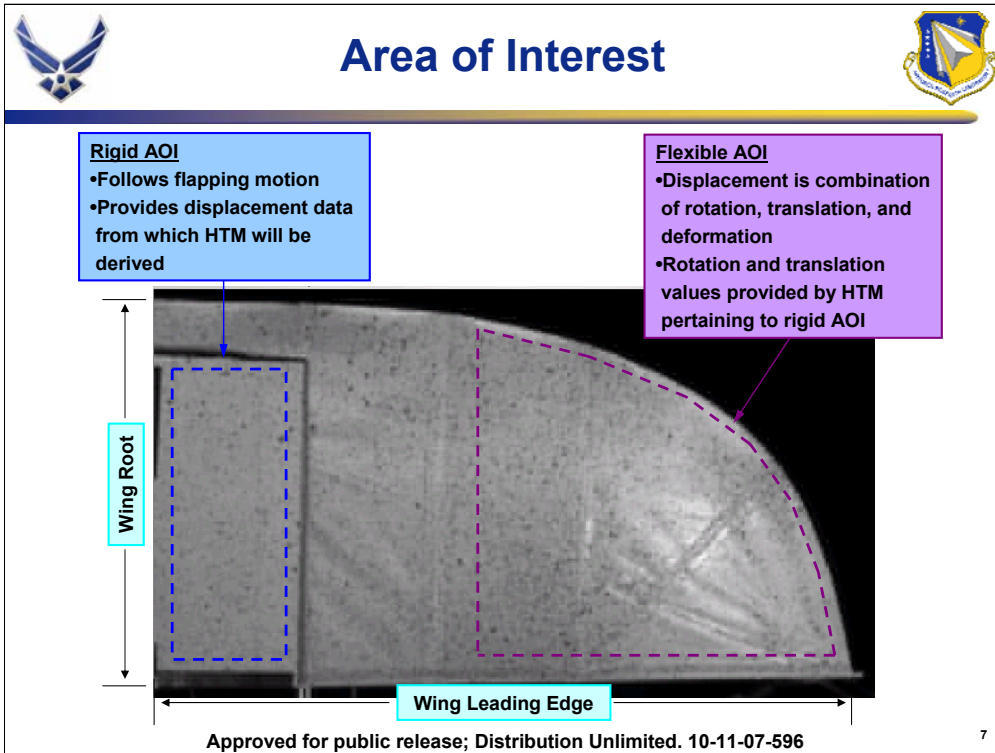 Area of Interest
Rigid AOI
•Follows flapping motion
•Provides displacement data
from which HTM will be
derived
Flexible AOI
•Displacement is combination
of rotation, translation, and
deformation
•Rotation and translation
values provided by HTM
pertaining to rigid AOI
Wing Root
Wing Leading Edge
Approved for public release; Distribution Unlimited. 10-11-07-596
7